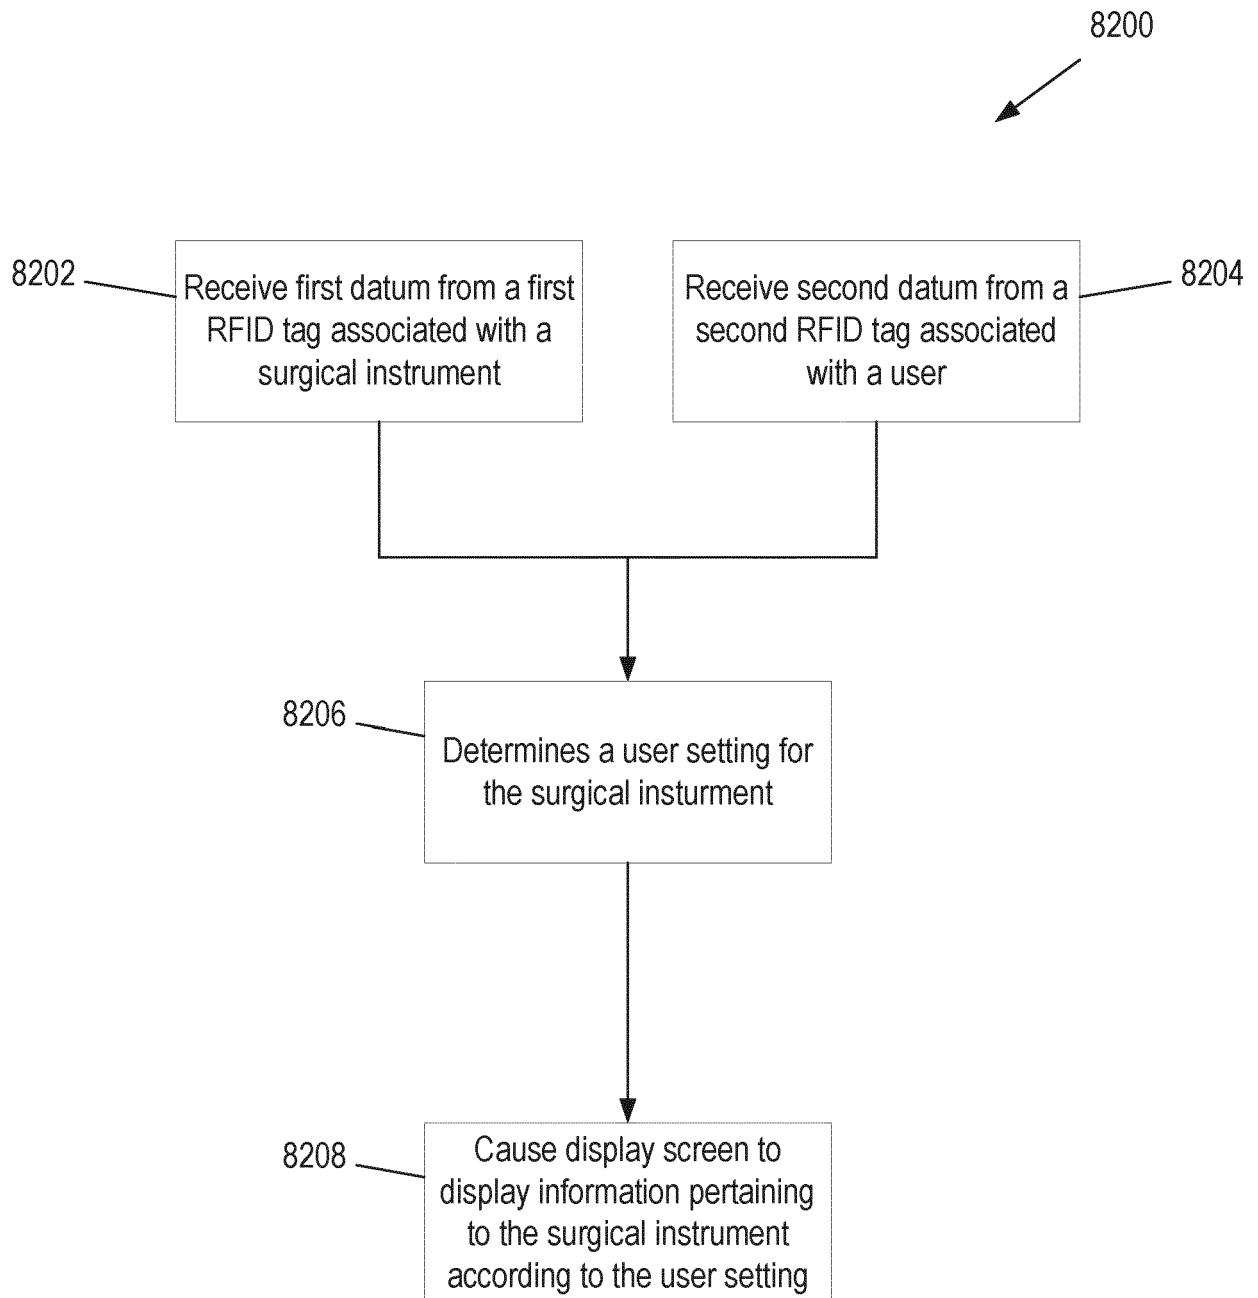 8200
8202
Receive first datum from a first
RFID tag associated with a
surgical instrument
Receive second datum from a
second RFID tag associated
with a user
8204
8206
Determines a user setting for
the surgical insturment
8208
Cause display screen to
display information pertaining
to the surgical instrument
according to the user setting